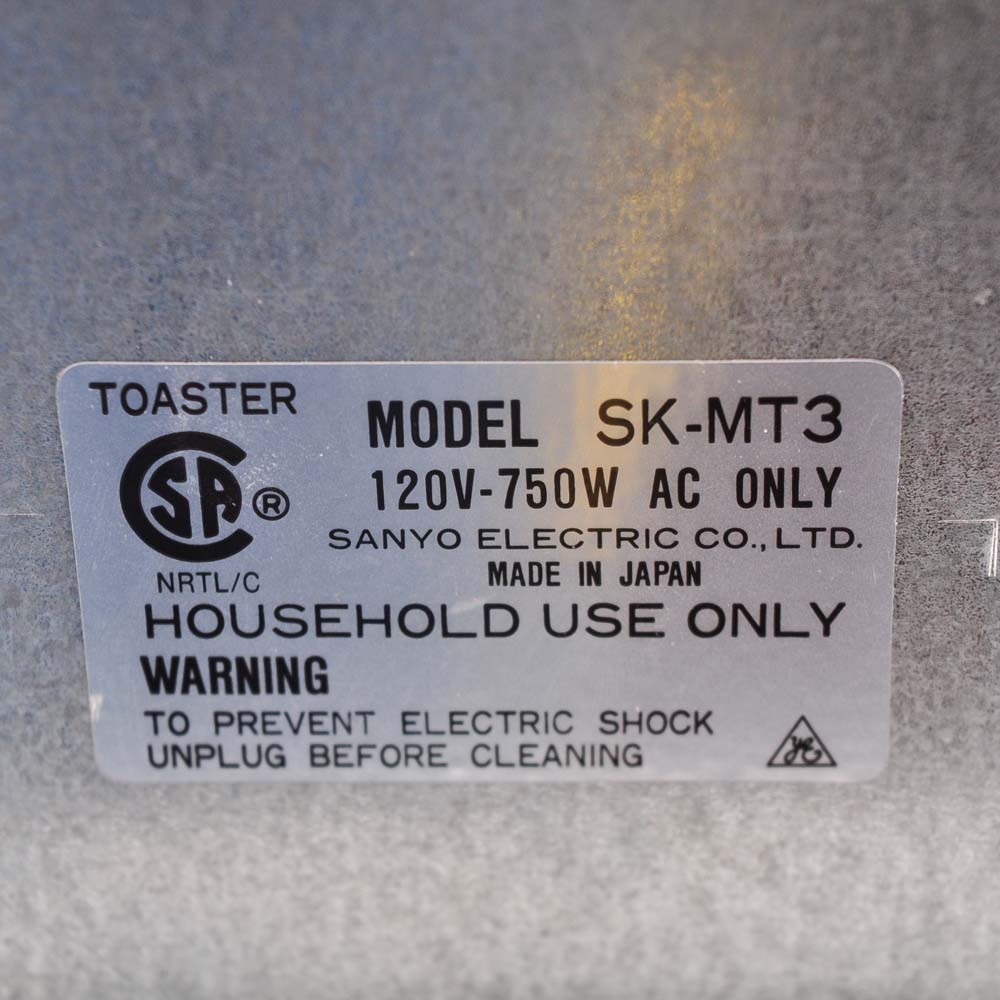 TOASTER
MODEL SK-MT3
120V-750W AC ONLY
SA ®
SANYO ELECTRIC CO., LTD.
NRTL/C
MADE IN JAPAN
HOUSEHOLD USE ONLY
WARNING
TO PREVENT ELECTRIC SHOCK
UNPLUG BEFORE CLEANING